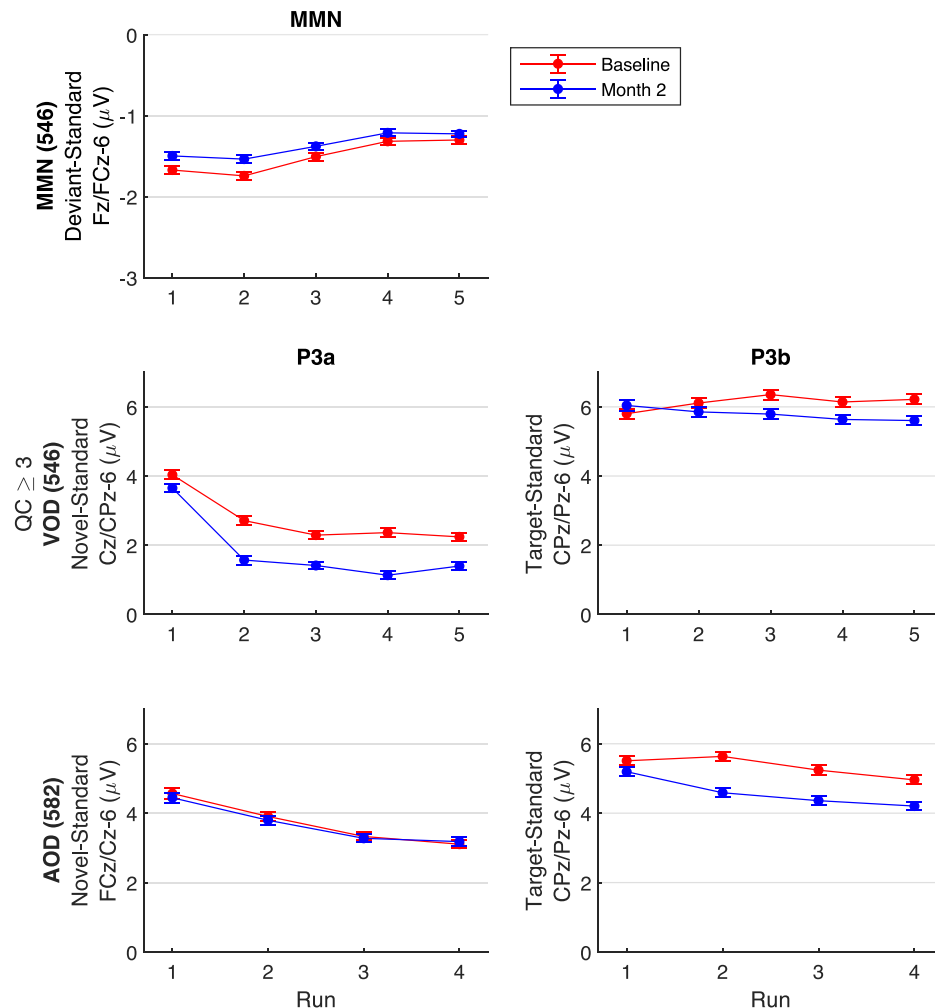 MMN
Baseline
Month 2
MMN (546)
Deviant-Standard
Fz/FCz-6 (μV)
0
-1
-2
-3
1 2 3 4 5
P3a
QC ≥ 3
VOD (546)
Novel-Standard
Cz/CPz-6 (μV)
6
4
2
0
1 2 3 4 5
P3b
Target-Standard
CPz/Pz-6 (μV)
6
4
2
0
1 2 3 4 5
AOD (582)
Novel-Standard
FCz/Cz-6 (μV)
6
4
2
0
1 2 3 4
Run
Target-Standard
CPz/Pz-6 (μV)
6
4
2
0
1 2 3 4
Run